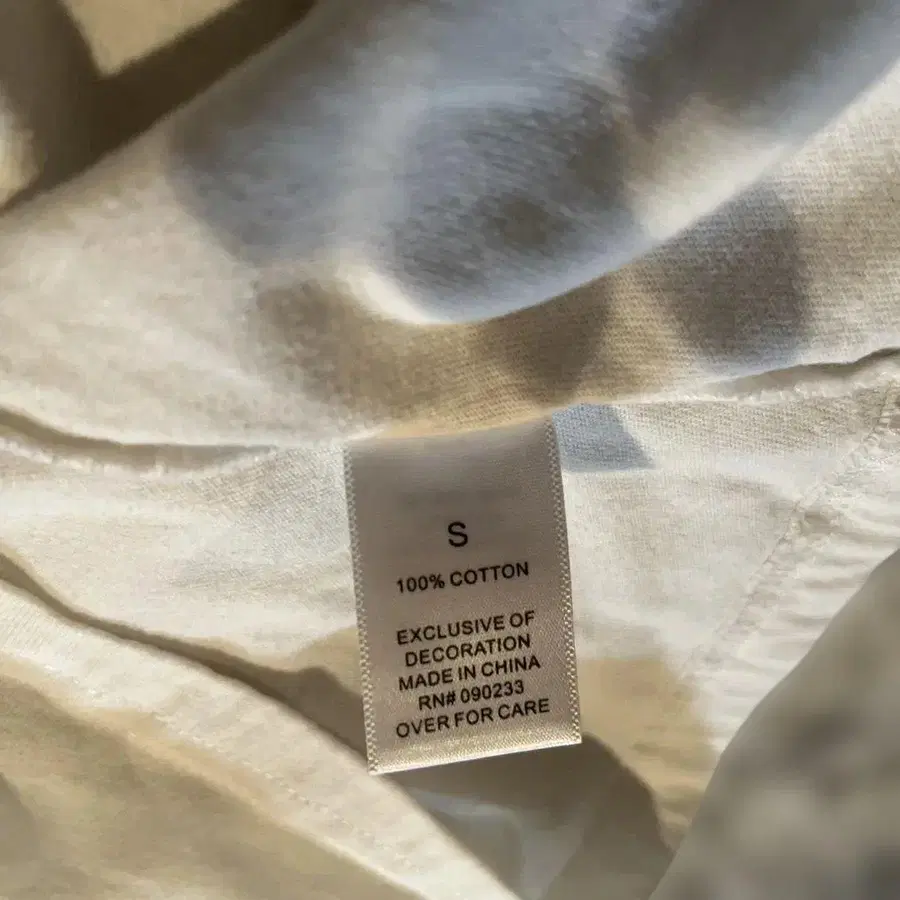 S
100% COTTON
EXCLUSIVE OF
DECORATION
MADE IN CHINA
RN# 090233
OVER FOR CARE